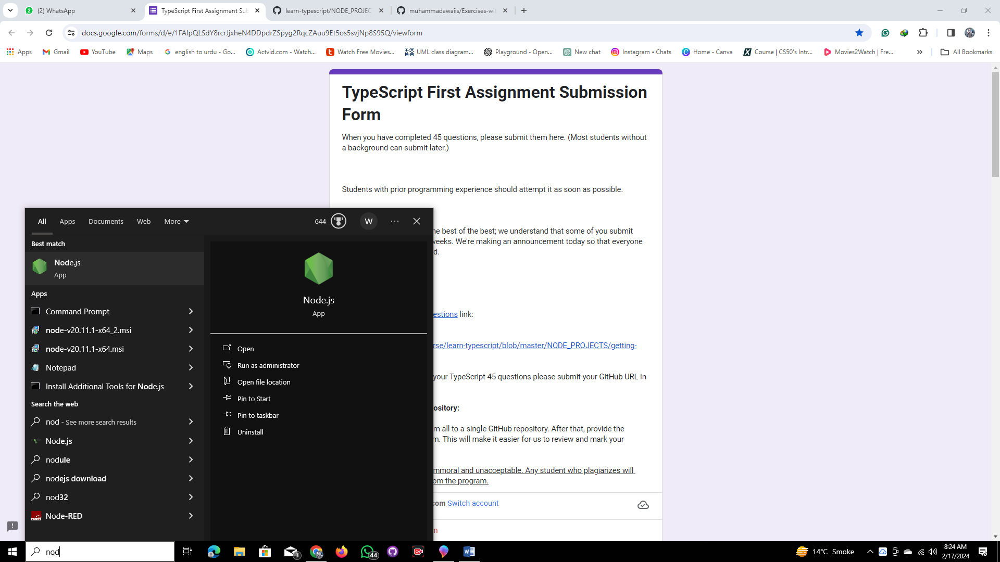 (2) WhatsApp
TypeScript First Assignment Sub
learn-typescript/NODE_PROJEC
muhammadawaiis/Exercises-wit
docs.google.com/forms/d/e/1FAIpQLSdY8rcrJjxheN4DDpdrZSpyg2RqcZAuu9Et5os5svjNp8S95Q/viewform
Apps
Gmail
YouTube
Maps
english to urdu - Go...
Actvid.com - Watch...
Watch Free Movies...
UML class diagram...
Playground - Open...
New chat
Instagram • Chats
Home - Canva
Course | CS50's Intr...
Movies2Watch | Fre...
All Bookmarks
TypeScript First Assignment Submission
Form
When you have completed 45 questions, please submit them here. (Most students without
a background can submit later.)
Students with prior programming experience should attempt it as soon as possible.
he best of the best; we understand that some of you submit
weeks. We're making an announcement today so that everyone
d.
estions link:
rse/learn-typescript/blob/master/NODE_PROJECTS/getting-
your TypeScript 45 questions please submit your GitHub URL in
ository:
m all to a single GitHub repository. After that, provide the
m. This will make it easier for us to review and mark your
mmoral and unacceptable. Any student who plagiarizes will
om the program.
com Switch account
n
All
Apps
Documents
Web
More
644
W
Best match
Node.js
App
Apps
Command Prompt
node-v20.11.1-x64_2.msi
node-v20.11.1-x64.msi
Notepad
Install Additional Tools for Node.js
Search the web
nod - See more search results
Node.js
nodule
nodejs download
nod32
Node-RED
Node.js
App
Open
Run as administrator
Open file location
Pin to Start
Pin to taskbar
Uninstall
nod
3
44
14°C Smoke
8:24 AM
2/17/2024